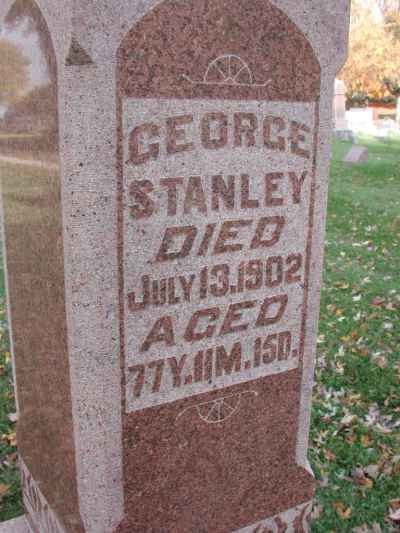 GEORGE
STANLEY
DIED
JULY 13, 1902
AGED
77Y. 11M. 15D.